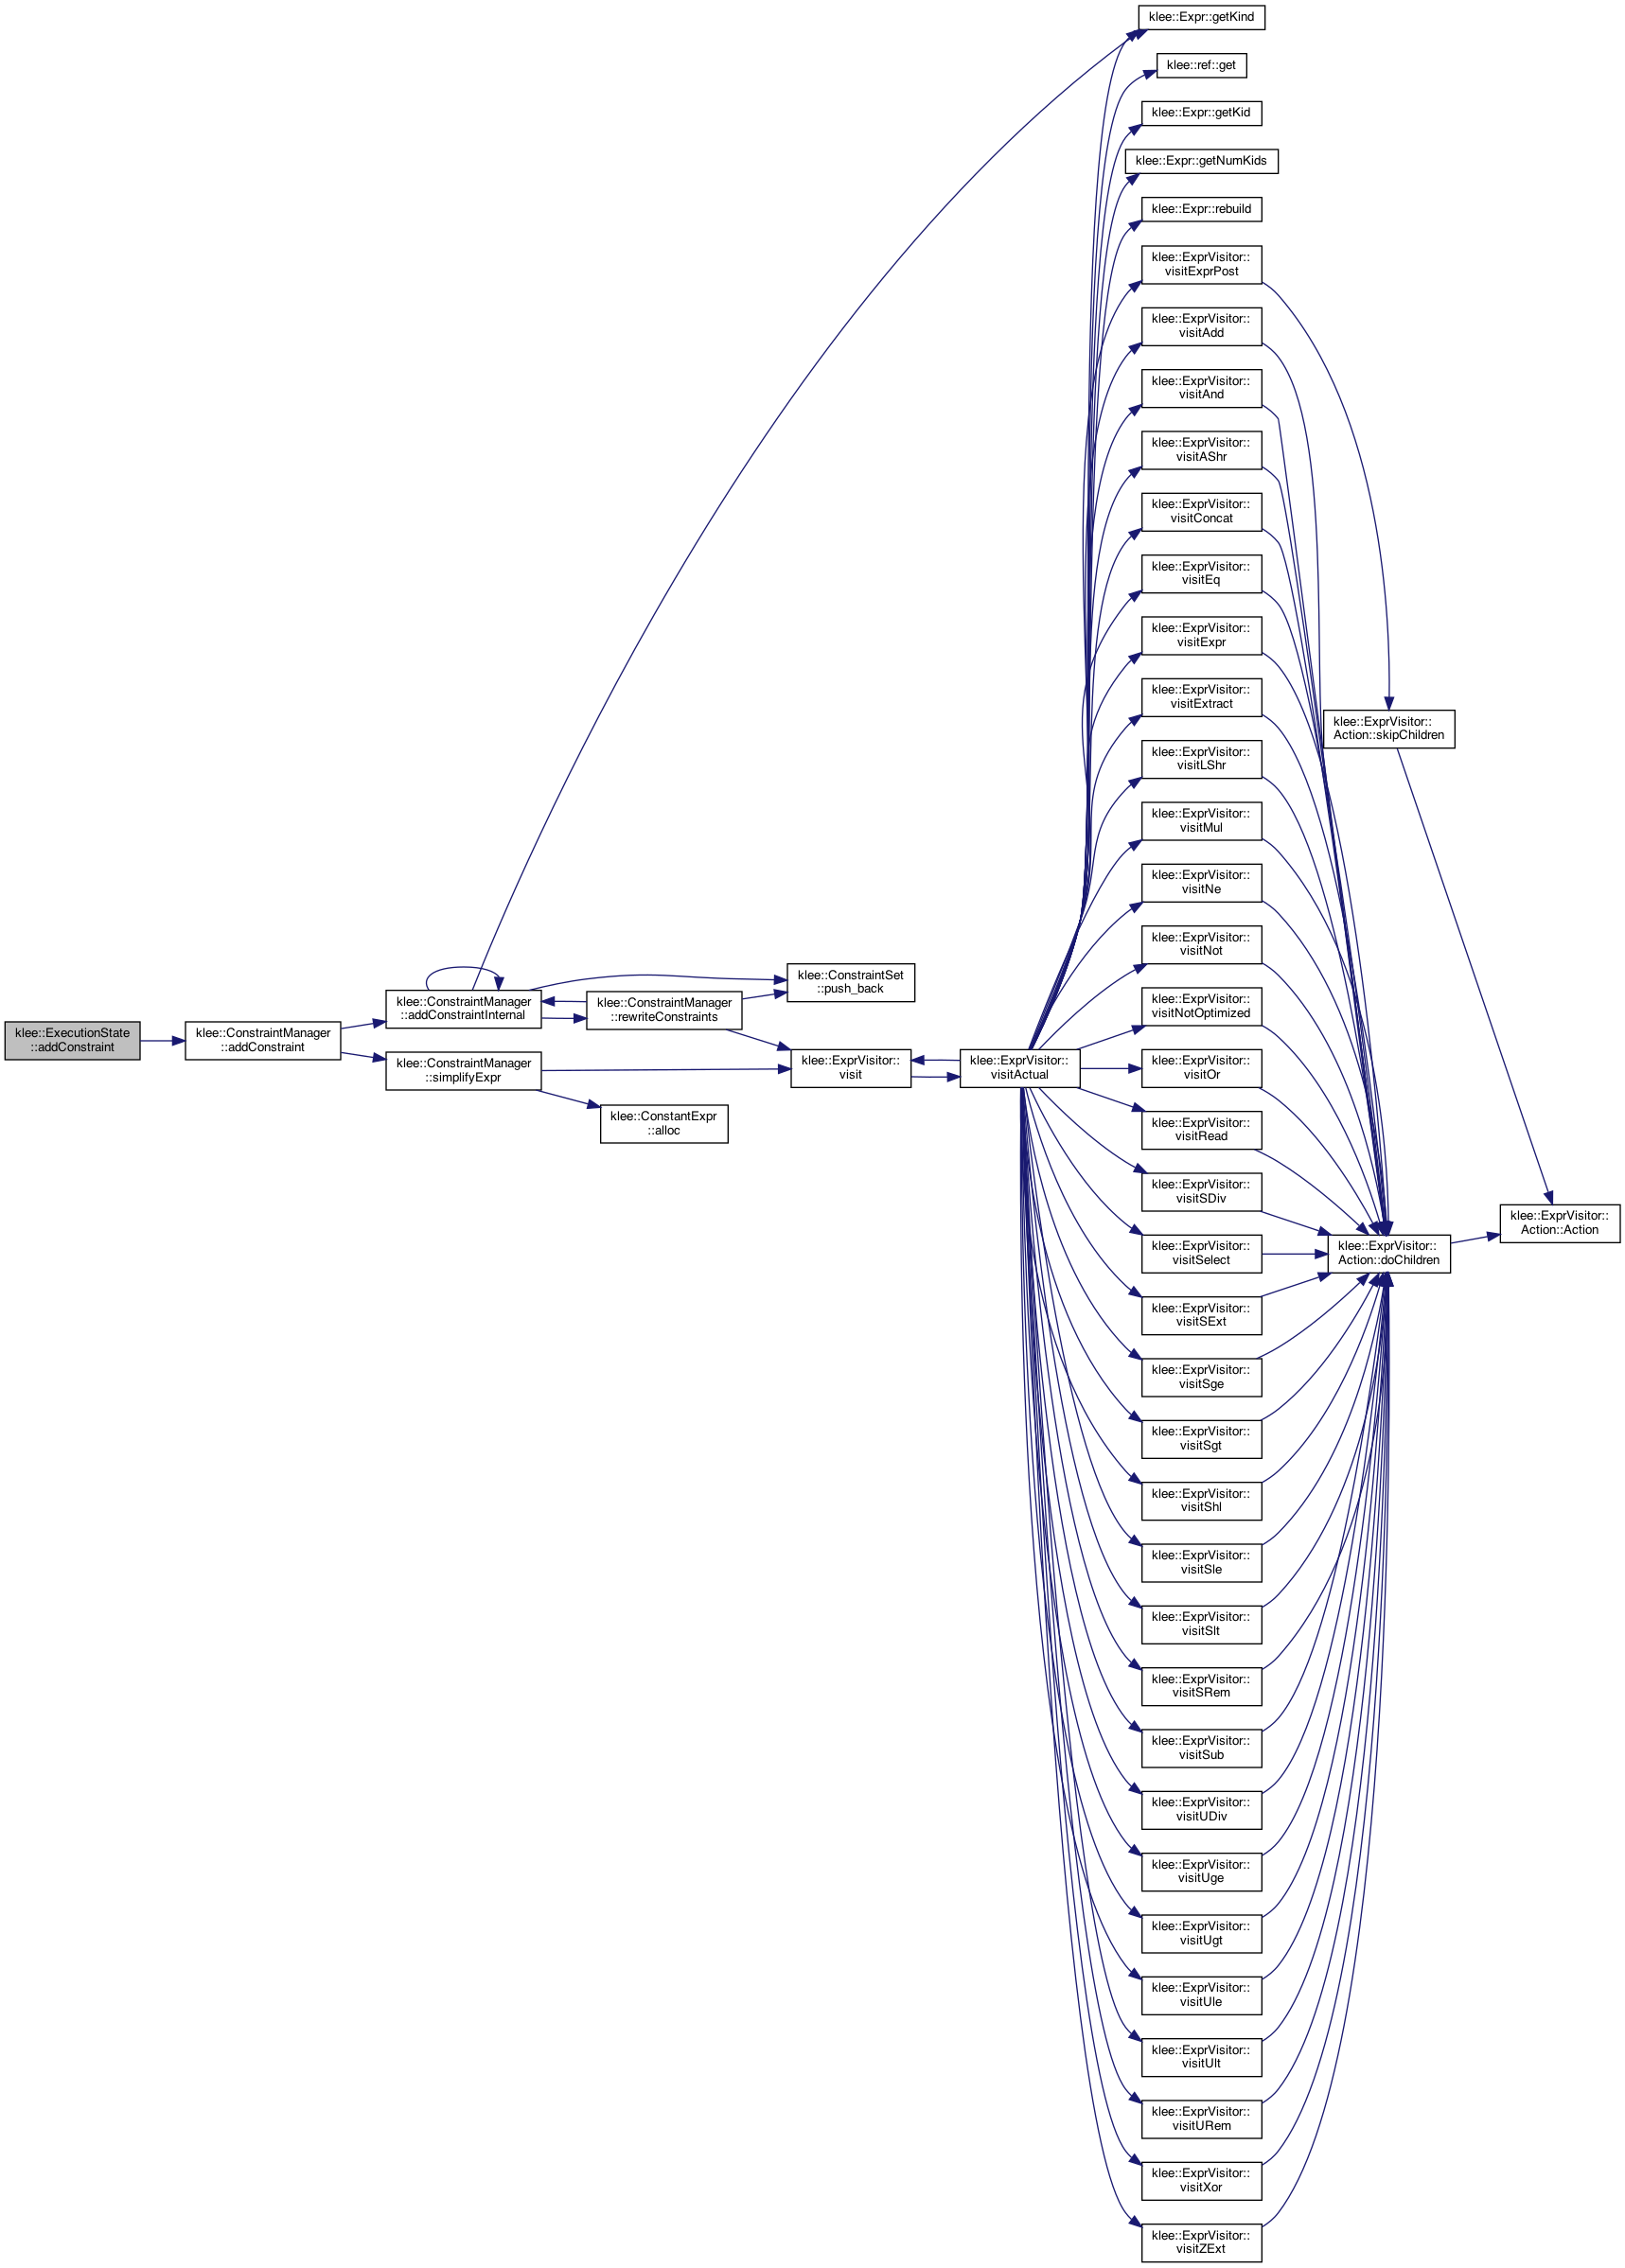 klee::ExecutionState
::addConstraint
klee::ConstraintManager
::addConstraint
klee::ConstraintManager
::addConstraintInternal
klee::ConstraintManager
::simplifyExpr
klee::ConstraintManager
::rewriteConstraints
klee::ConstantExpr
::alloc
klee::ConstraintSet
::push_back
klee::ExprVisitor::
visit
klee::ExprVisitor::
visitActual
klee::Expr::getKind
klee::ref::get
klee::Expr::getKid
klee::Expr::getNumKids
klee::Expr::rebuild
klee::ExprVisitor::
visitExprPost
klee::ExprVisitor::
visitAdd
klee::ExprVisitor::
visitAnd
klee::ExprVisitor::
visitAShr
klee::ExprVisitor::
visitConcat
klee::ExprVisitor::
visitEq
klee::ExprVisitor::
visitExpr
klee::ExprVisitor::
visitExtract
klee::ExprVisitor::
visitLShr
klee::ExprVisitor::
visitMul
klee::ExprVisitor::
visitNe
klee::ExprVisitor::
visitNot
klee::ExprVisitor::
visitNotOptimized
klee::ExprVisitor::
visitOr
klee::ExprVisitor::
visitRead
klee::ExprVisitor::
visitSDiv
klee::ExprVisitor::
visitSelect
klee::ExprVisitor::
visitSExt
klee::ExprVisitor::
visitSge
klee::ExprVisitor::
visitSgt
klee::ExprVisitor::
visitShl
klee::ExprVisitor::
visitSle
klee::ExprVisitor::
visitSlt
klee::ExprVisitor::
visitSRem
klee::ExprVisitor::
visitSub
klee::ExprVisitor::
visitUDiv
klee::ExprVisitor::
visitUge
klee::ExprVisitor::
visitUgt
klee::ExprVisitor::
visitUle
klee::ExprVisitor::
visitUlt
klee::ExprVisitor::
visitURem
klee::ExprVisitor::
visitXor
klee::ExprVisitor::
visitZExt
klee::ExprVisitor::
Action::skipChildren
klee::ExprVisitor::
Action::doChildren
klee::ExprVisitor::
Action::Action